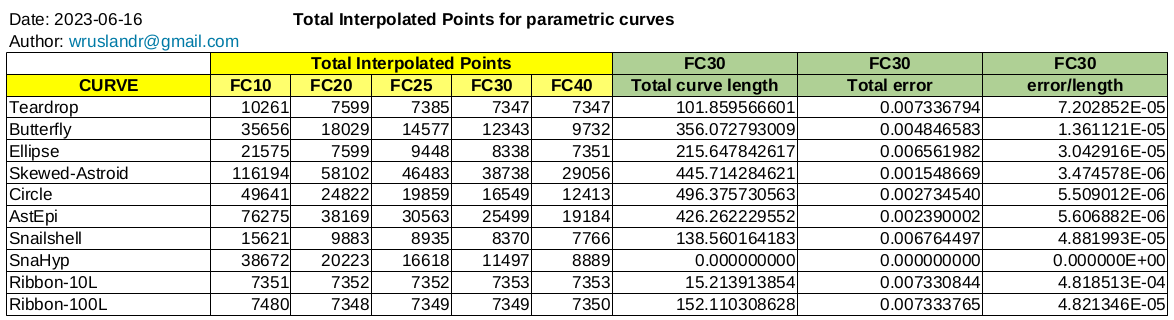 Date: 2023-06-16 Total Interpolated Points for parametric curves
Author: wruslandr@gmail.com
Total Interpolated Points FC30 FC30 FC30
CURVE FC10 FC20 FC25 FC30 FC40 Total curve length Total error error/length
Teardrop 10261 7599 7385 7347 7347 101.859566601 0.007336794 7.202852E-05
Butterfly 35656 18029 14577 12343 9732 356.072793009 0.004846583 1.361121E-05
Ellipse 21575 7599 9448 8338 7351 215.647842617 0.006561982 3.042916E-05
Skewed-Astroid 116194 58102 46483 38738 29056 445.714284621 0.001548669 3.474578E-06
Circle 49641 24822 19859 16549 12413 496.375730563 0.002734540 5.509012E-06
AstEpi 76275 38169 30563 25499 19184 426.262229552 0.002390002 5.606882E-06
Snailshell 15621 9883 8935 8370 7766 138.560164183 0.006764497 4.881993E-05
SnaHyp 38672 20223 16618 11497 8889 0.000000000 0.000000000 0.000000E+00
Ribbon-10L 7351 7352 7352 7353 7353 15.213913854 0.007330844 4.818513E-04
Ribbon-100L 7480 7348 7349 7349 7350 152.110308628 0.007333765 4.821346E-05